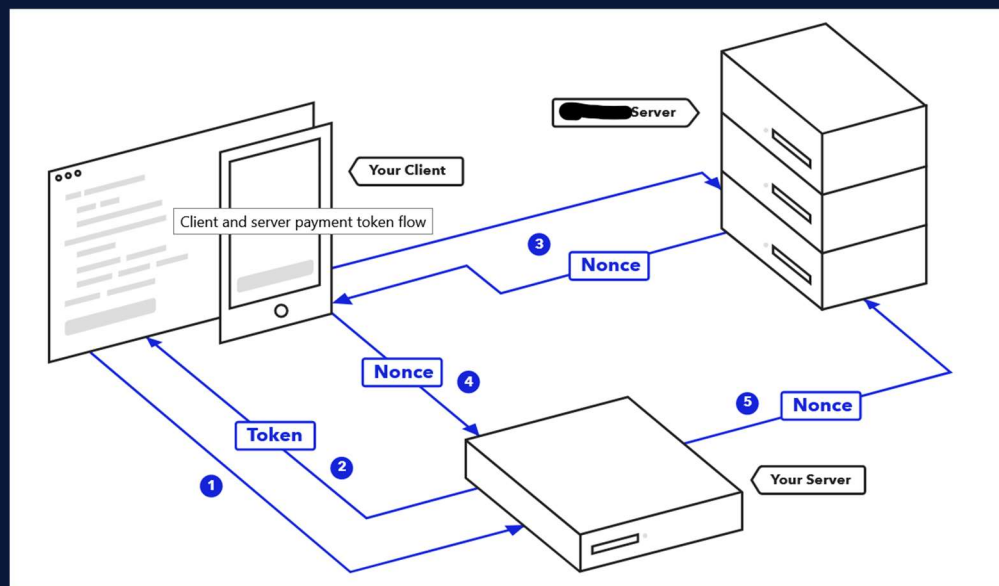 Server
Your Client
Client and server payment token flow
3
Nonce
Nonce
4
5
Nonce
Token
2
1
Your Server